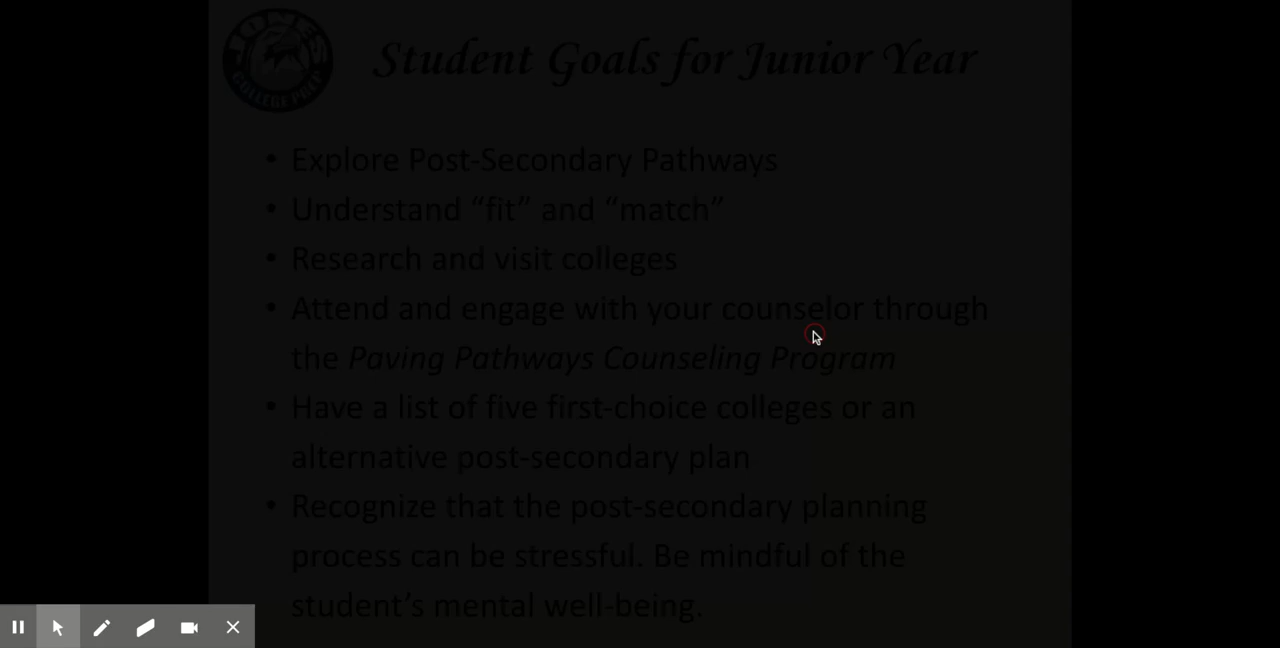 JONES
COLLEGE PREP
Student Goals for Junior Year
• Explore Post-Secondary Pathways
• Understand “fit” and “match”
• Research and visit colleges
• Attend and engage with your counselor through
the Paving Pathways Counseling Program
• Have a list of five first-choice colleges or an
alternative post-secondary plan
• Recognize that the post-secondary planning
process can be stressful. Be mindful of the
student’s mental well-being.